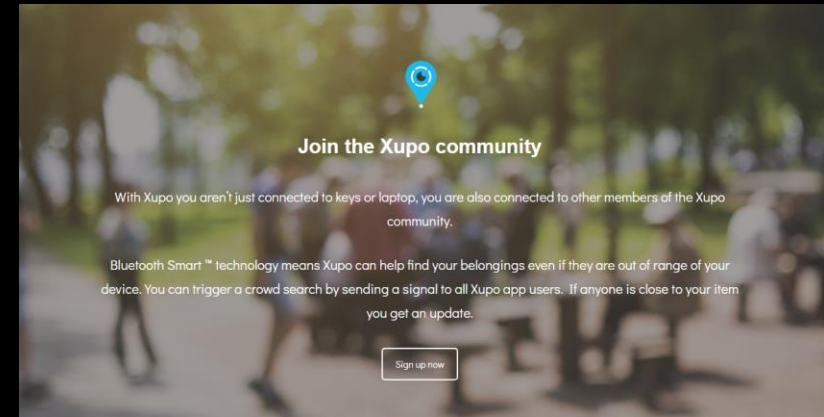 Join the Xupo community
With Xupo you aren't just connected to keys or laptop, you are also connected to other members of the Xupo
community.
Bluetooth Smart ™ technology means Xupo can help find your belongings even if they are out of range of your
device. You can trigger a crowd search by sending a signal to all Xupo app users. If anyone is close to your item
you get an update.
Sign up now